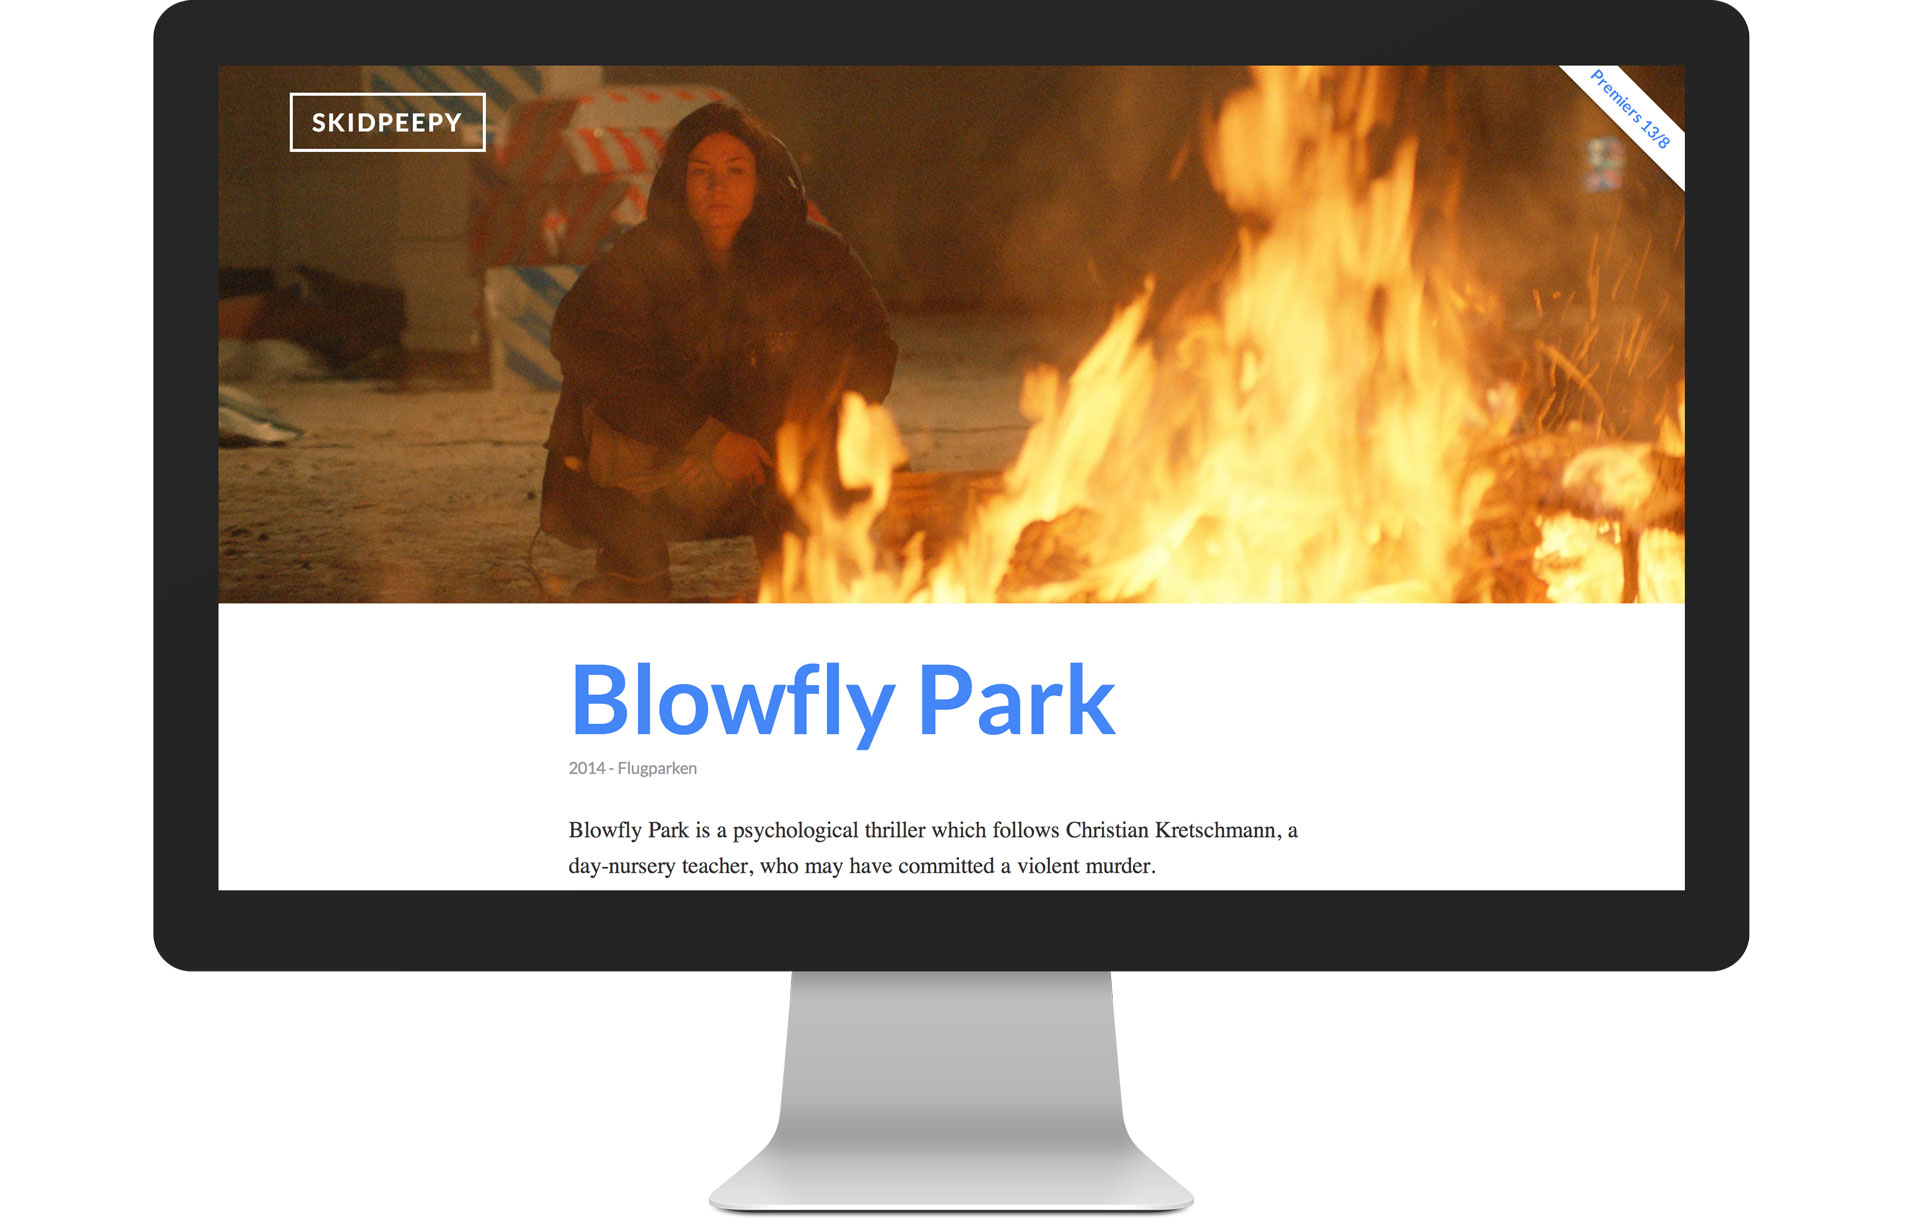 SKIDPEEPY
Premiers 13/8
Blowfly Park
2014 - Flugparken
Blowfly Park is a psychological thriller which follows Christian Kretschmann, a
day-nursery teacher, who may have committed a violent murder.